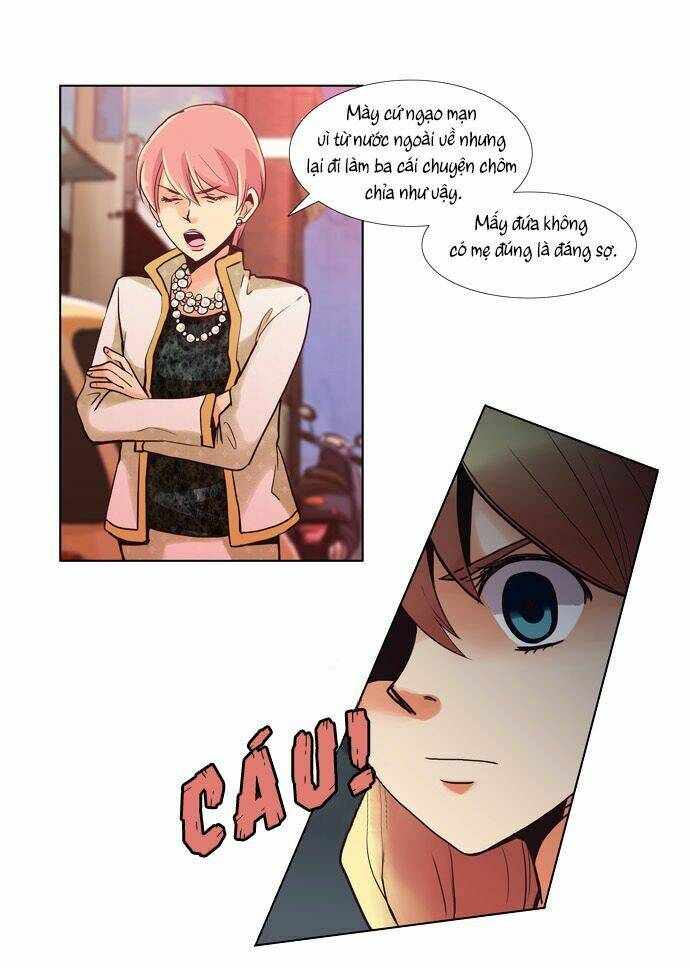 Mày cứ ngạo mạn
vì từ nước ngoài về nhưng
lại đi làm ba cái chuyện chôm
chỉa như vậy.
Mấy đứa không
có mẹ đúng là đáng sợ.
CÁU!